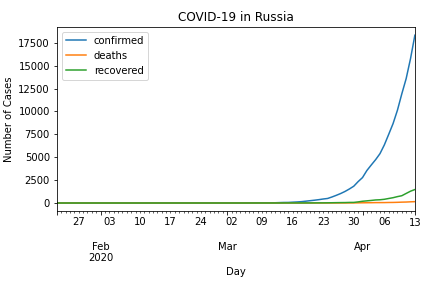 COVID-19 in Russia
confirmed
deaths
recovered
Number of Cases
17500
15000
12500
10000
7500
5000
2500
0
27 03 10 17 24 02 09 16 23 30 06 13
Feb Mar Apr
2020
Day